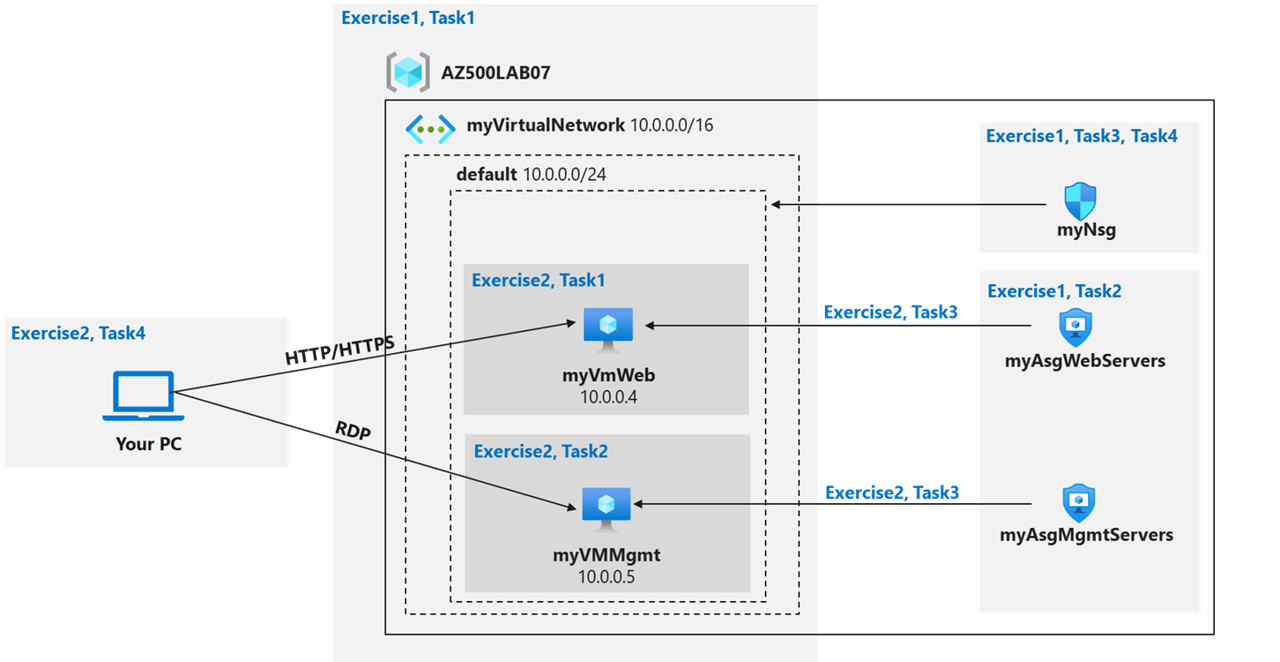 Exercise1, Task1
AZ500LAB07
myVirtualNetwork 10.0.0.0/16
default 10.0.0.0/24
Exercise1, Task3, Task4
myNsg
Exercise2, Task1
myVmWeb
10.0.0.4
Exercise2, Task3
Exercise1, Task2
myAsgWebServers
Exercise2, Task4
Your PC
HTTP/HTTPS
RDP
Exercise2, Task2
myVMMgmt
10.0.0.5
Exercise2, Task3
myAsgMgmtServers